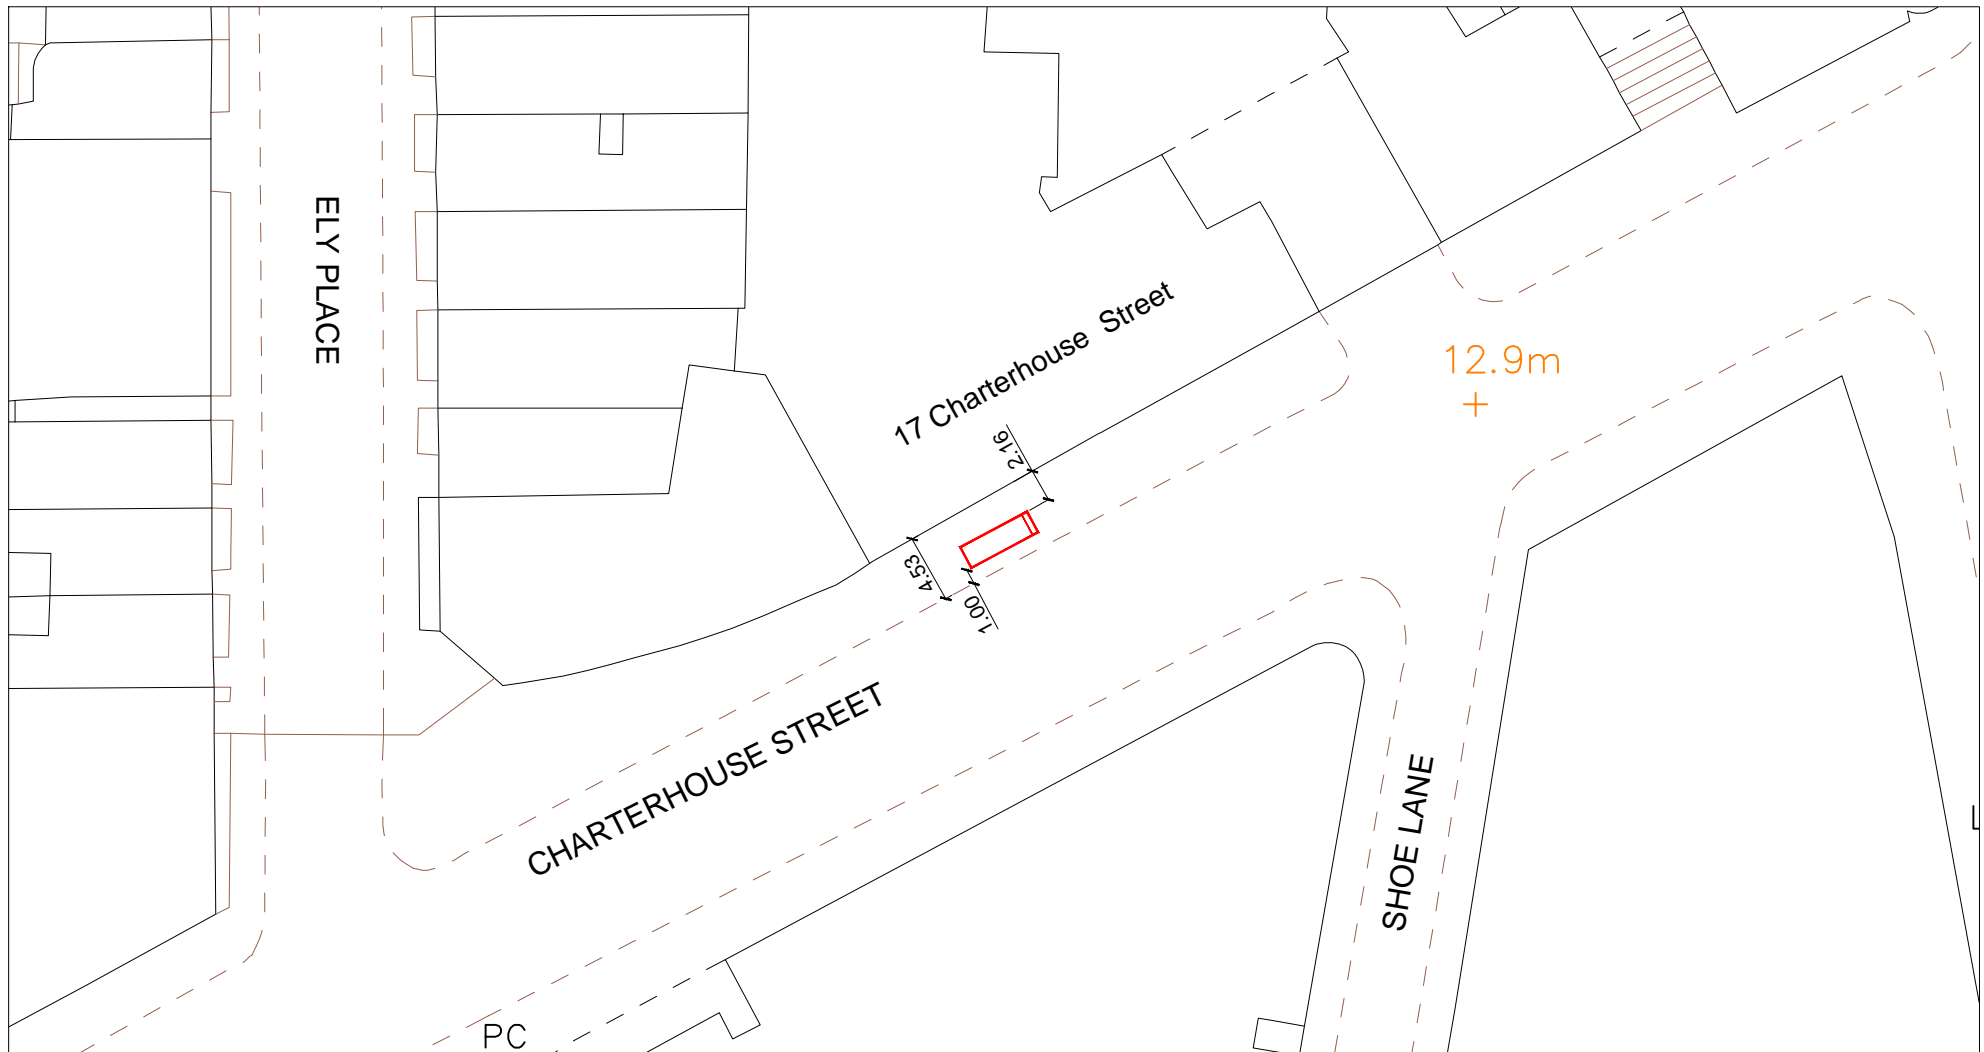 ELY PLACE
17 Charterhouse Street
12.9m
2.16
4.53
1.00
CHARTERHOUSE STREET
SHOE LANE
L
PC